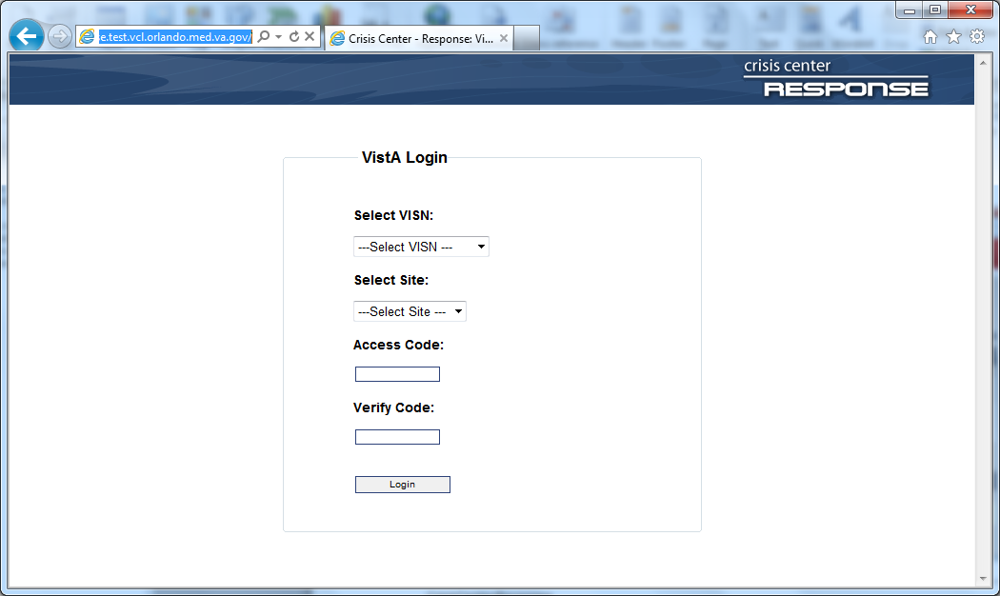 e.test.vcl.orlando.med.va.gov/
Crisis Center - Response: Vi...
crisis center
RESPONSE
VistA Login
Select VISN:
---Select VISN ---
Select Site:
---Select Site ---
Access Code:
Verify Code:
Login